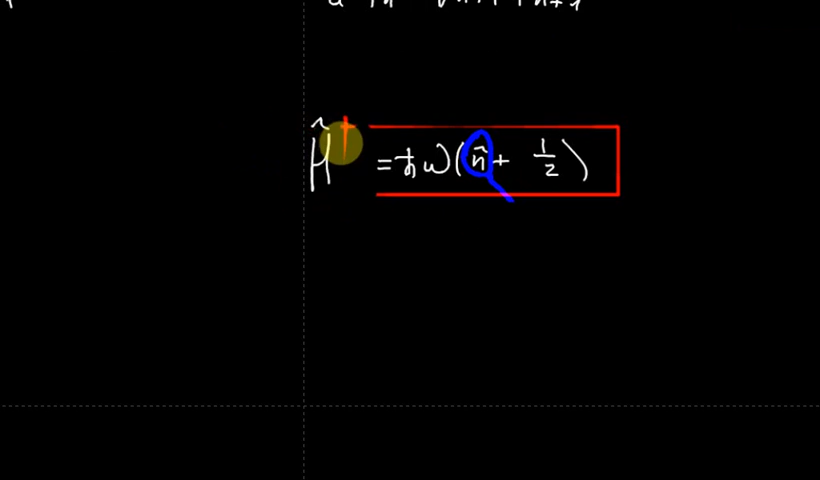 Ĥ† = ħω(n̂ + 1/2)